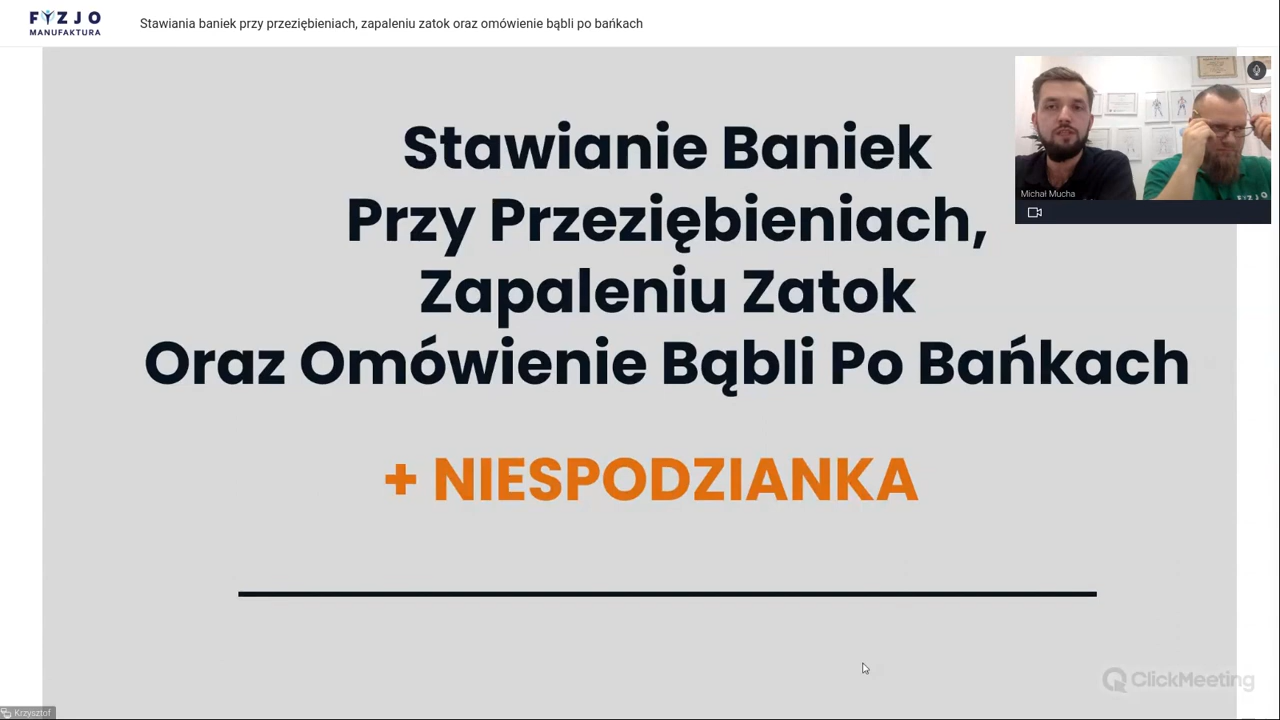 FYZJO
MANUFAKTURA
Stawiania baniek przy przeziębieniach, zapaleniu zatok oraz omówienie bąbli po bańkach
Stawianie Baniek
Przy Przeziębieniach,
Zapaleniu Zatok
Oraz Omówienie Bąbli Po Bańkach
+ NIESPODZIANKA
Michał Mucha
FYZJO
ClickMeeting
Krzysztof